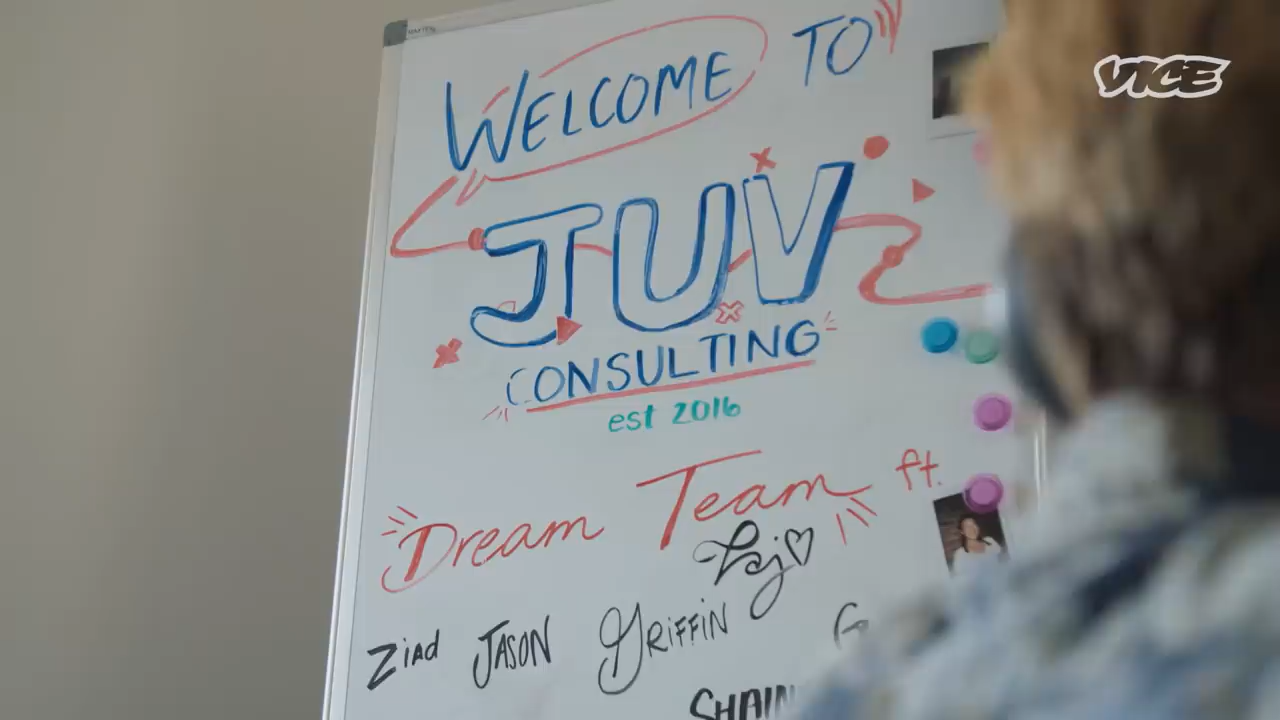 WELCOME TO
VICE
JUV
CONSULTING
est 2016
Dream Team ft.
Ziad JASON GRIFFIN